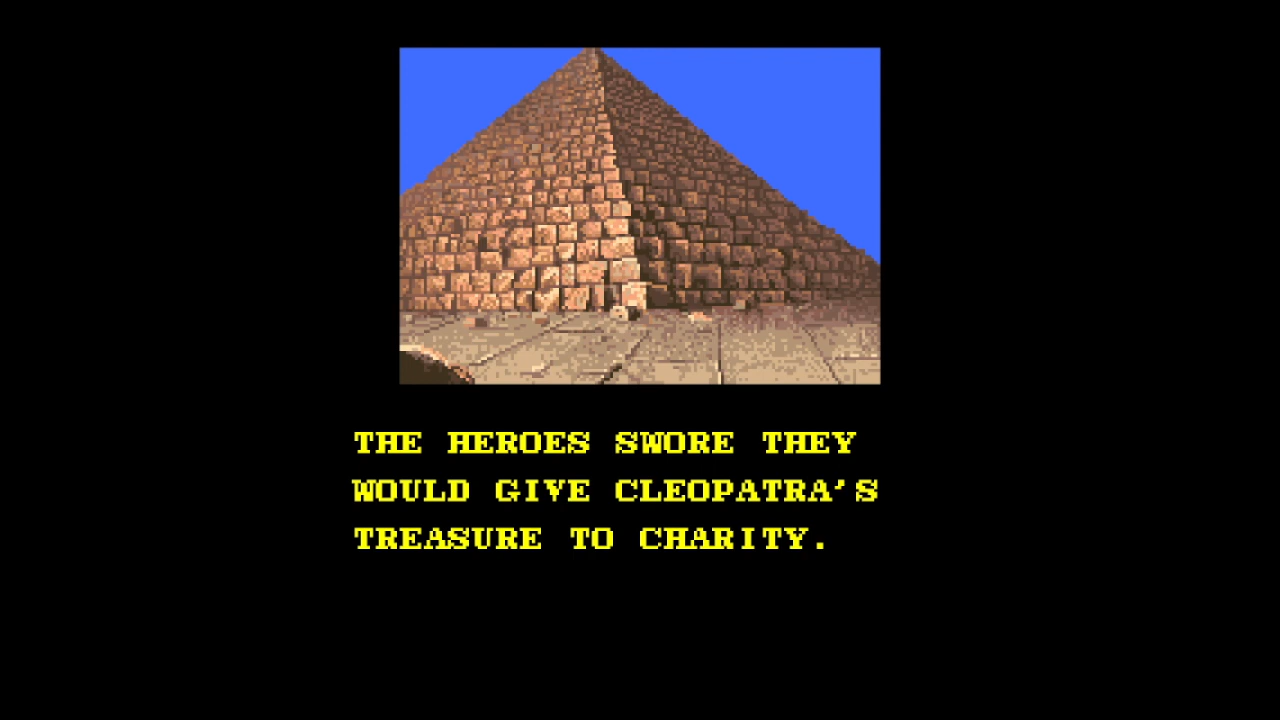 THE HEROES SWORE THEY
WOULD GIVE CLEOPATRA'S
TREASURE TO CHARITY.